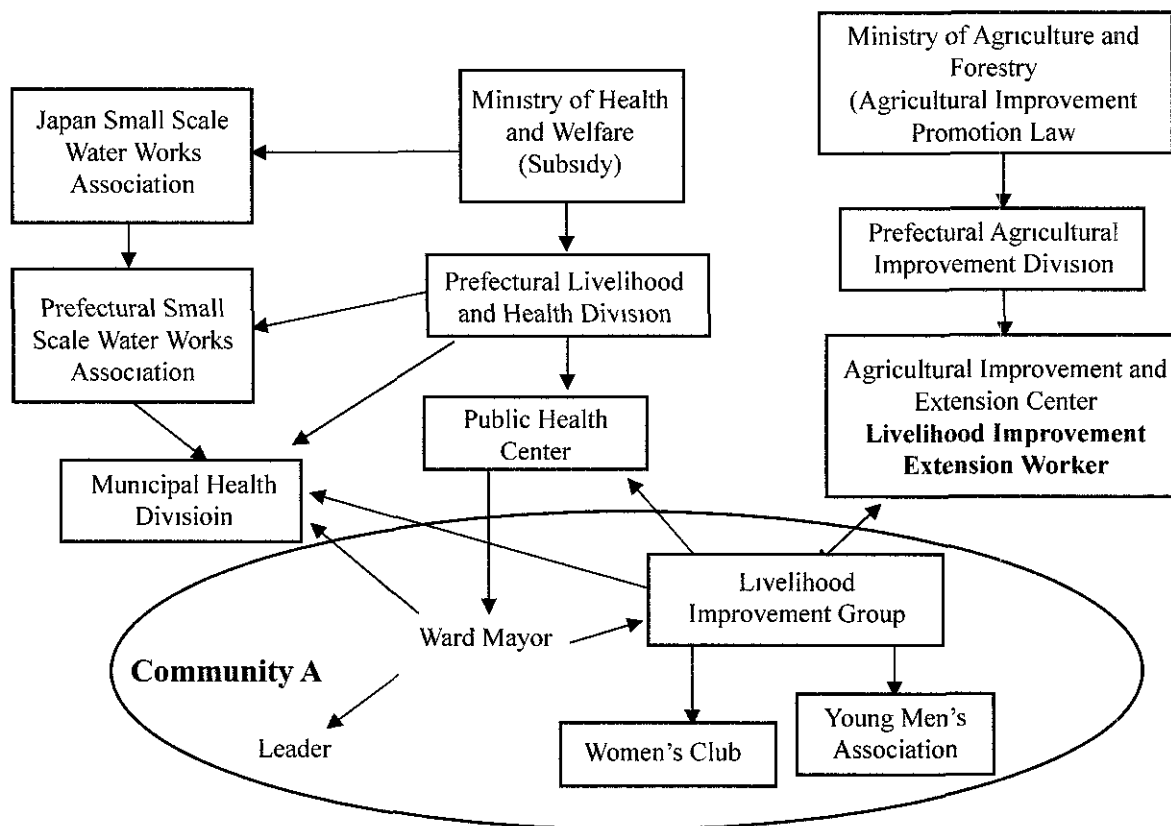 Japan Small Scale
Water Works
Association
Ministry of Health
and Welfare
(Subsidy)
Ministry of Agriculture and
Forestry
(Agricultural Improvement
Promotion Law
Prefectural Small
Scale Water Works
Association
Prefectural Livelihood
and Health Division
Prefectural Agricultural
Improvement Division
Public Health
Center
Agricultural Improvement and
Extension Center
Livelihood Improvement
Extension Worker
Municipal Health
Divisioin
Livelihood
Improvement Group
Ward Mayor
Community A
Leader
Women's Club
Young Men's
Association